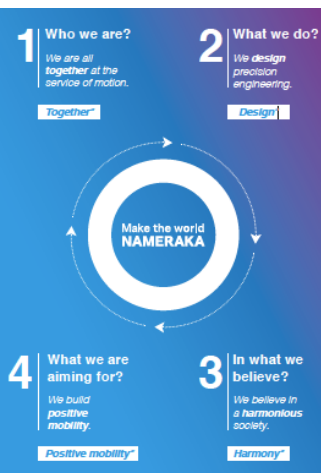 1
Who we are?
We are all
together at the
service of motion.
Together*
2
What we do?
We design
precision
engineering.
Design*
Make the world
NAMERAKA
4
What we are
aiming for?
We build
positive
mobility.
Positive mobility*
3
In what we
believe?
We believe in
a harmonious
society.
Harmony*